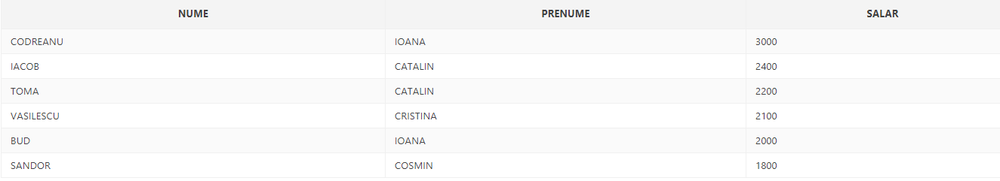 NUME PRENUME SALAR
CODREANU IOANA 3000
IACOB CATALIN 2400
TOMA CATALIN 2200
VASILESCU CRISTINA 2100
BUD IOANA 2000
SANDOR COSMIN 1800